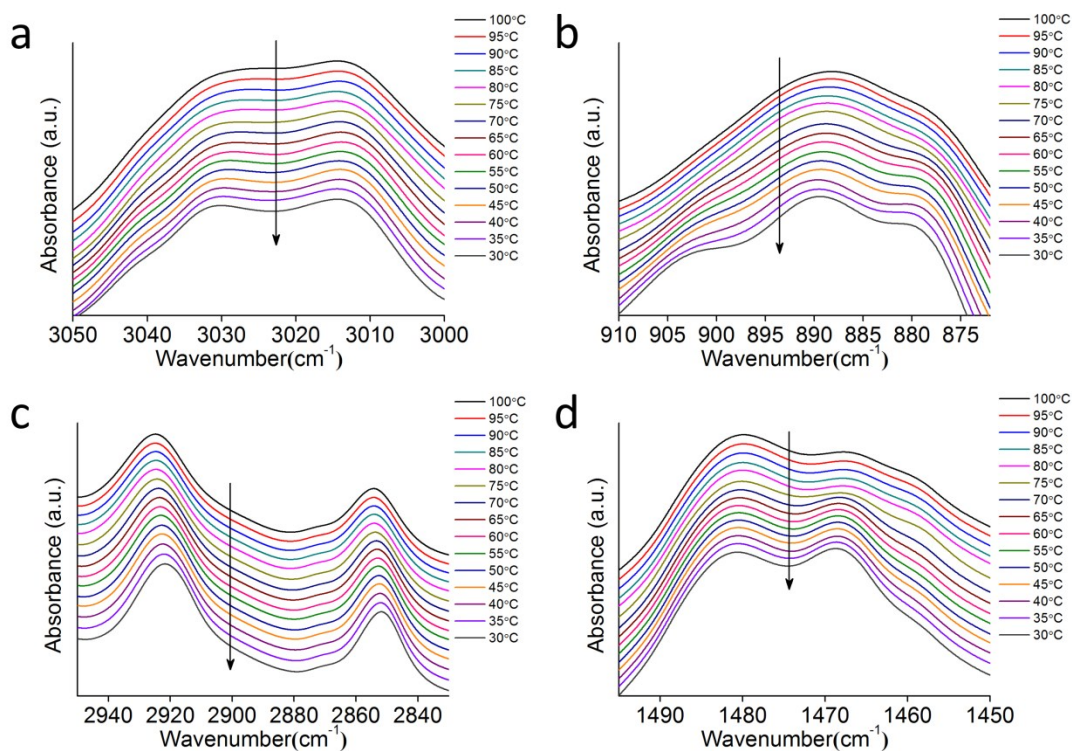 a
Absorbance (a.u.)
3050 3040 3030 3020 3010 3000
Wavenumber(cm⁻¹)
100°C
95°C
90°C
85°C
80°C
75°C
70°C
65°C
60°C
55°C
50°C
45°C
40°C
35°C
30°C
b
Absorbance (a.u.)
910 905 900 895 890 885 880 875
Wavenumber(cm⁻¹)
100°C
95°C
90°C
85°C
80°C
75°C
70°C
65°C
60°C
55°C
50°C
45°C
40°C
35°C
30°C
c
Absorbance (a.u.)
2940 2920 2900 2880 2860 2840
Wavenumber(cm⁻¹)
100°C
95°C
90°C
85°C
80°C
75°C
70°C
65°C
60°C
55°C
50°C
45°C
40°C
35°C
30°C
d
Absorbance (a.u.)
1490 1480 1470 1460 1450
Wavenumber(cm⁻¹)
100°C
95°C
90°C
85°C
80°C
75°C
70°C
65°C
60°C
55°C
50°C
45°C
40°C
35°C
30°C